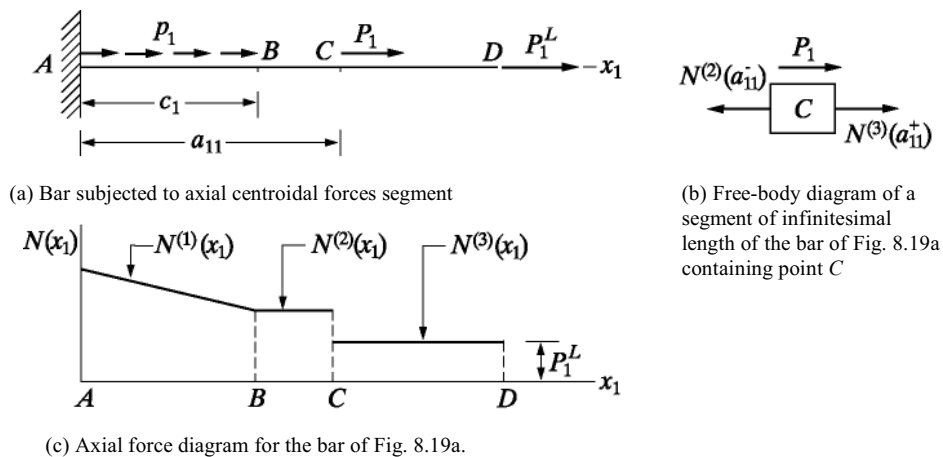 A p₁ B C P₁ D P₁ᴸ x₁
c₁
a₁₁
(a) Bar subjected to axial centroidal forces segment
P₁
N⁽²⁾(a₁₁⁻) C N⁽³⁾(a₁₁⁺)
(b) Free-body diagram of a
segment of infinitesimal
length of the bar of Fig. 8.19a
containing point C
N(x₁) N⁽¹⁾(x₁) N⁽²⁾(x₁) N⁽³⁾(x₁)
P₁ᴸ
A B C D x₁
(c) Axial force diagram for the bar of Fig. 8.19a.